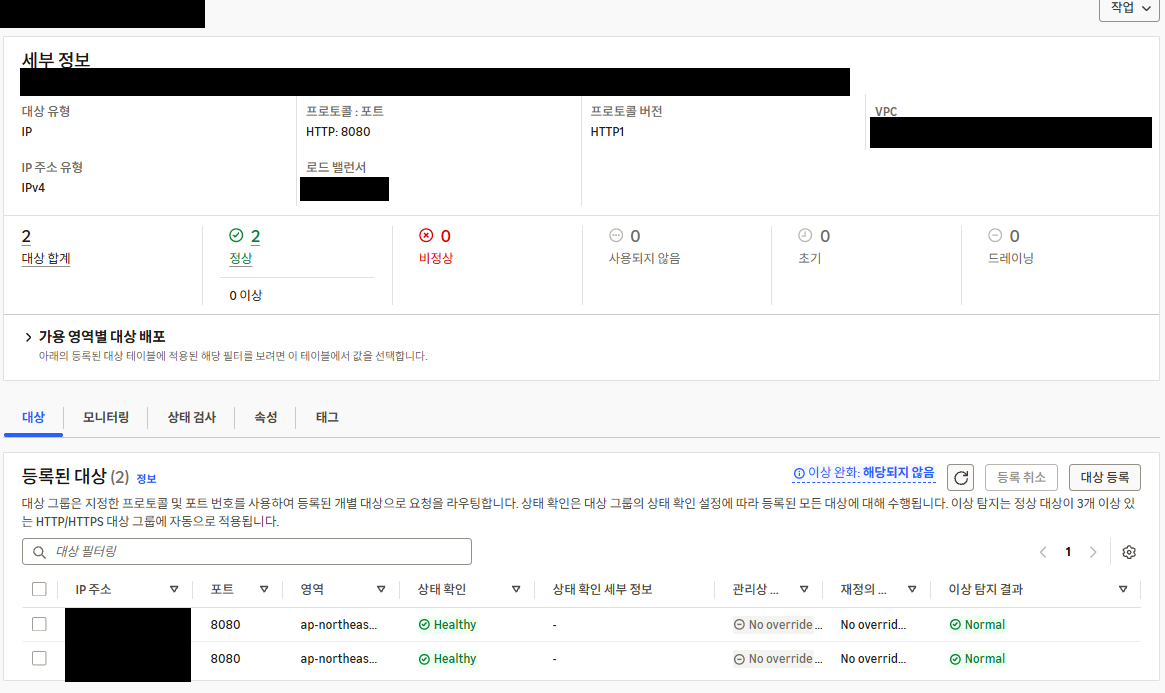 작업
세부 정보
대상 유형
IP
프로토콜 : 포트
HTTP: 8080
프로토콜 버전
HTTP1
VPC
IP 주소 유형
IPv4
로드 밸런서
2
대상 합계
2
정상
0 이상
0
비정상
0
사용되지 않음
0
초기
0
드레이닝
가용 영역별 대상 배포
아래의 등록된 대상 테이블에 적용된 해당 필터를 보려면 이 테이블에서 값을 선택합니다.
대상 모니터링 상태 검사 속성 태그
등록된 대상 (2) 정보
이상 완화: 해당되지 않음
등록 취소
대상 등록
대상 그룹은 지정한 프로토콜 및 포트 번호를 사용하여 등록된 개별 대상으로 요청을 라우팅합니다. 상태 확인은 대상 그룹의 상태 확인 설정에 따라 등록된 모든 대상에 대해 수행됩니다. 이상 탐지는 정상 대상이 3개 이상 있
는 HTTP/HTTPS 대상 그룹에 자동으로 적용됩니다.
대상 필터링
1
IP 주소 포트 영역 상태 확인 상태 확인 세부 정보 관리상 ... 재정의 ... 이상 탐지 결과
8080 ap-northeas... Healthy - No override ... No overrid... Normal
8080 ap-northeas... Healthy - No override ... No overrid... Normal